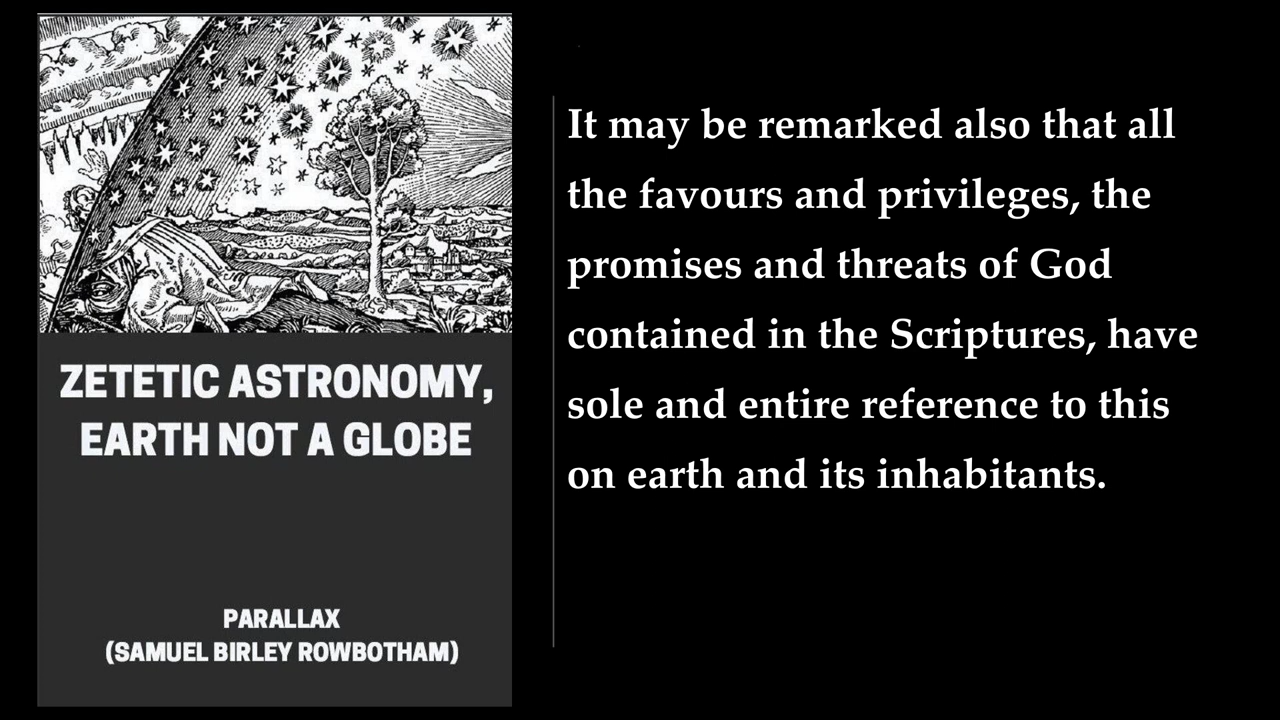 ZETETIC ASTRONOMY,
EARTH NOT A GLOBE
PARALLAX
(SAMUEL BIRLEY ROWBOTHAM)
It may be remarked also that all
the favours and privileges, the
promises and threats of God
contained in the Scriptures, have
sole and entire reference to this
on earth and its inhabitants.